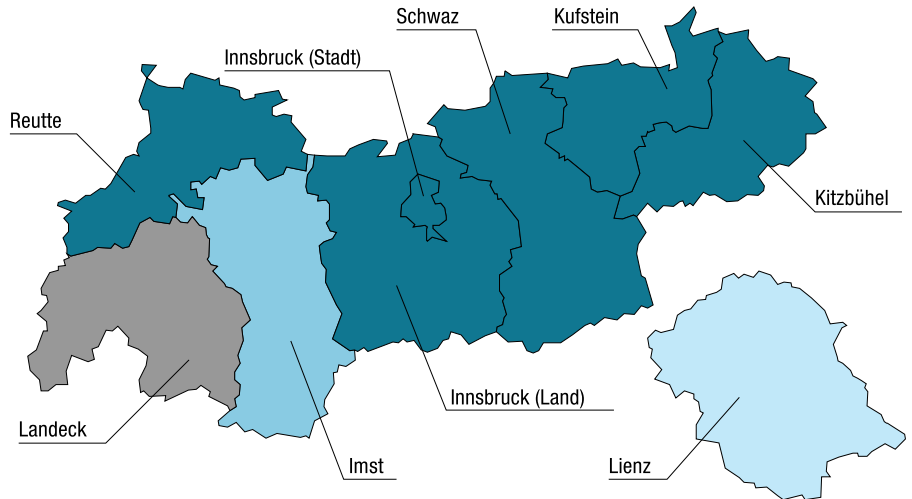 Schwaz
Kufstein
Innsbruck (Stadt)
Reutte
Kitzbühel
Innsbruck (Land)
Landeck
Imst
Lienz